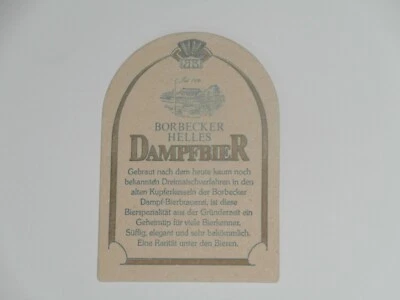 BORBECKER
HELLES
DAMPFBIER
Gebraut nach dem heute kaum noch
bekannten Dreimaischverfahren in den
alten Kupferkesseln der Borbecker
Dampf-Bierbrauerei, ist diese
Bierspezialität aus der Gründerzeit ein
Geheimtip für viele Bierkenner.
Süffig, elegant und sehr bekömmlich.
Eine Rarität unter den Bieren.